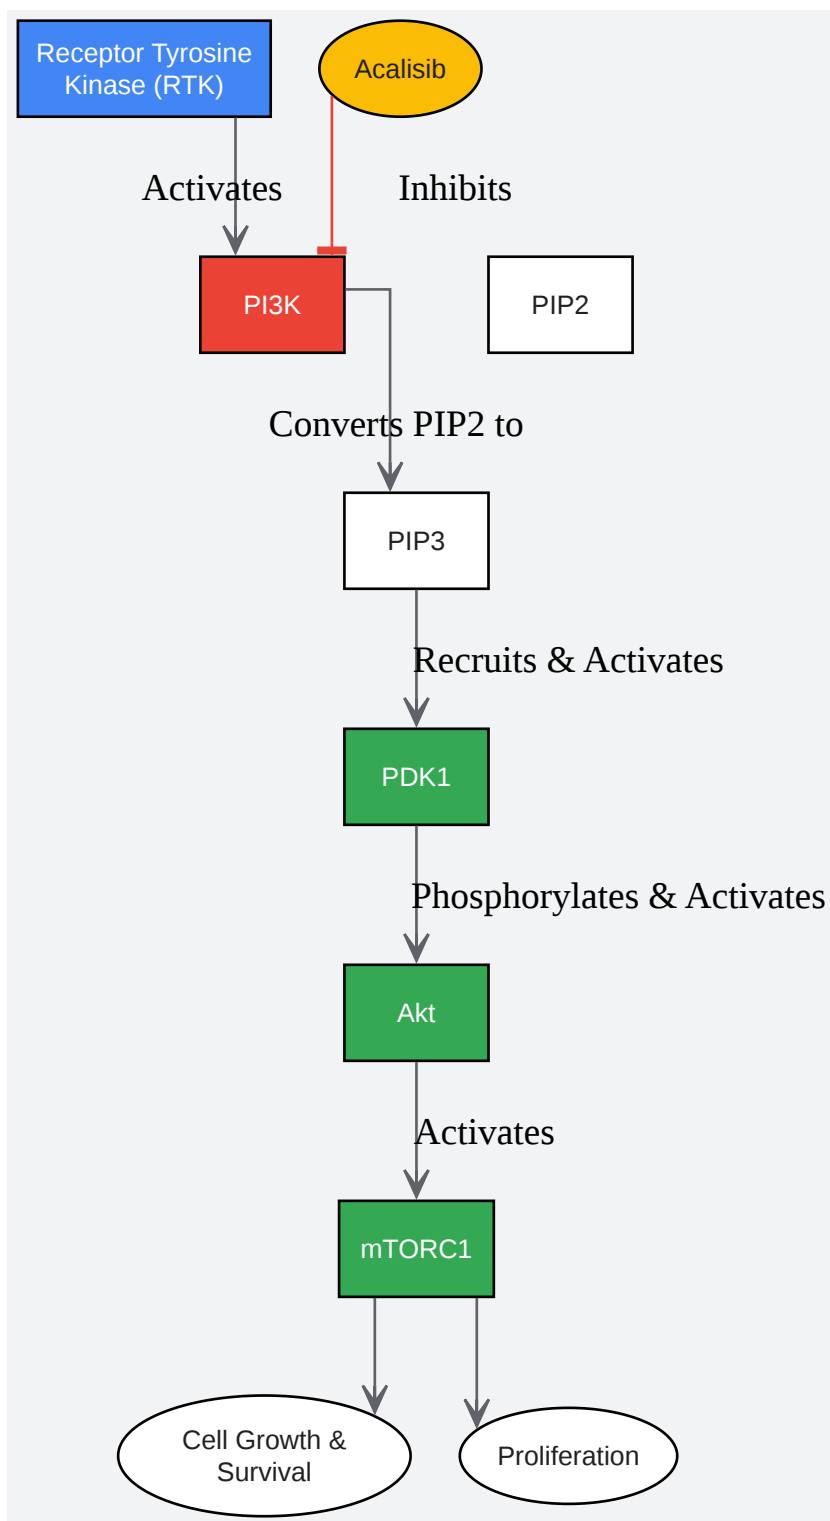 Receptor Tyrosine
Kinase (RTK)
Acalisib
Activates
Inhibits
PI3K
PIP2
Converts PIP2 to
PIP3
Recruits & Activates
PDK1
Phosphorylates & Activates
Akt
Activates
mTORC1
Cell Growth &
Survival
Proliferation